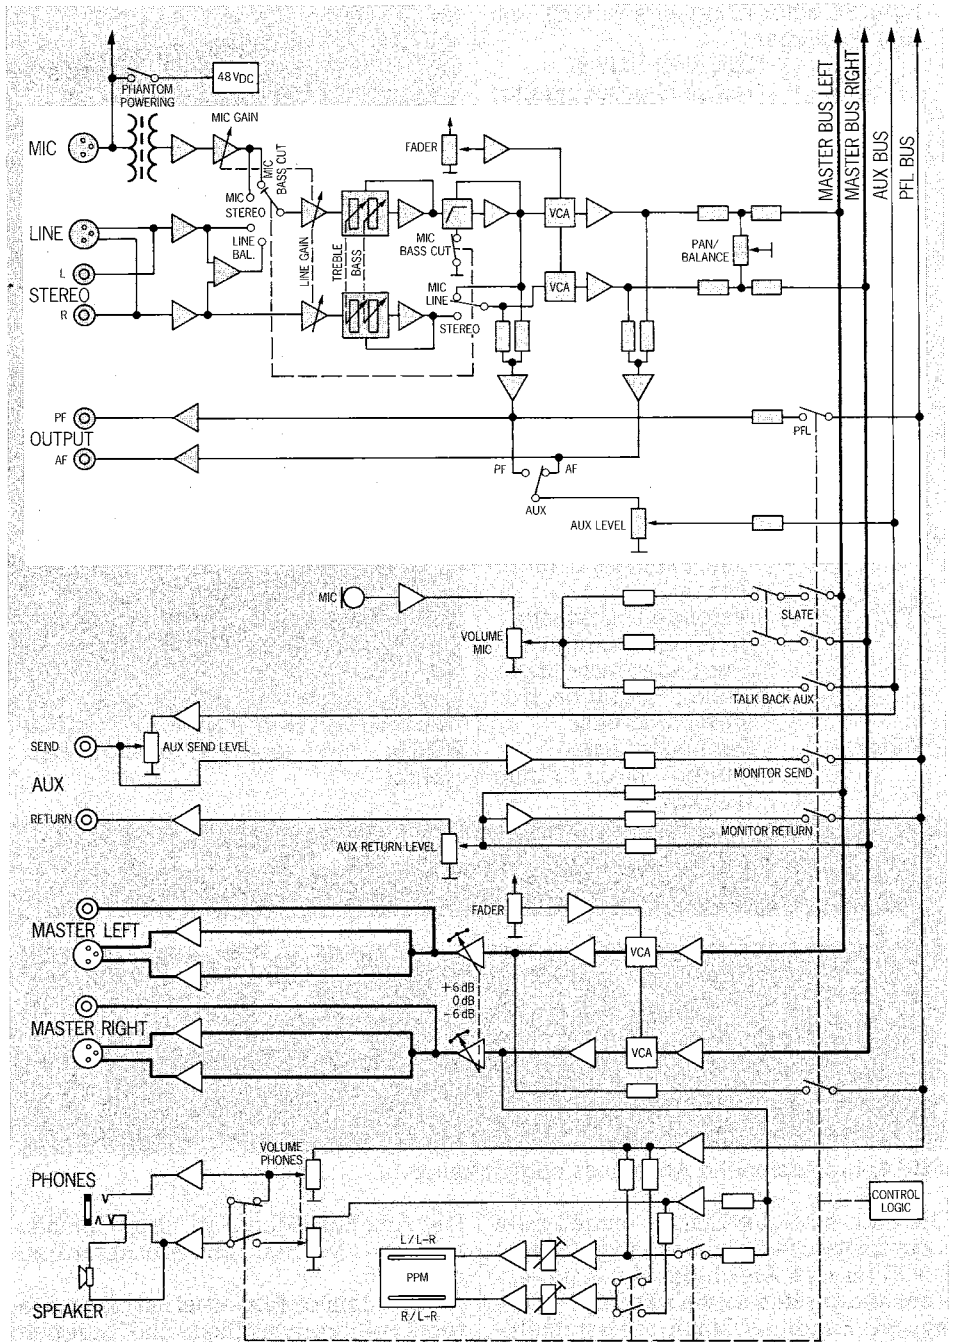 MASTER BUS LEFT
MASTER BUS RIGHT
AUX BUS
PFL BUS
48 VDC
PHANTOM
POWERING
MIC GAIN
MIC
MIC
BASS CUT
FADER
MIC
STEREO
LINE
LINE
BAL.
L
STEREO
R
LINE GAIN
TREBLE
BASS
MIC
BASS CUT
VCA
PAN/
BALANCE
VCA
MIC
LINE
STEREO
PF
OUTPUT
AF
PFL
PF
AF
AUX
AUX LEVEL
MIC
VOLUME
MIC
SLATE
TALK BACK AUX
SEND
AUX SEND LEVEL
MONITOR SEND
AUX
RETURN
AUX RETURN LEVEL
MONITOR RETURN
FADER
MASTER LEFT
VCA
+6 dB
0 dB
-6 dB
MASTER RIGHT
VCA
VOLUME
PHONES
PHONES
CONTROL
LOGIC
L/L-R
PPM
R/L-R
SPEAKER